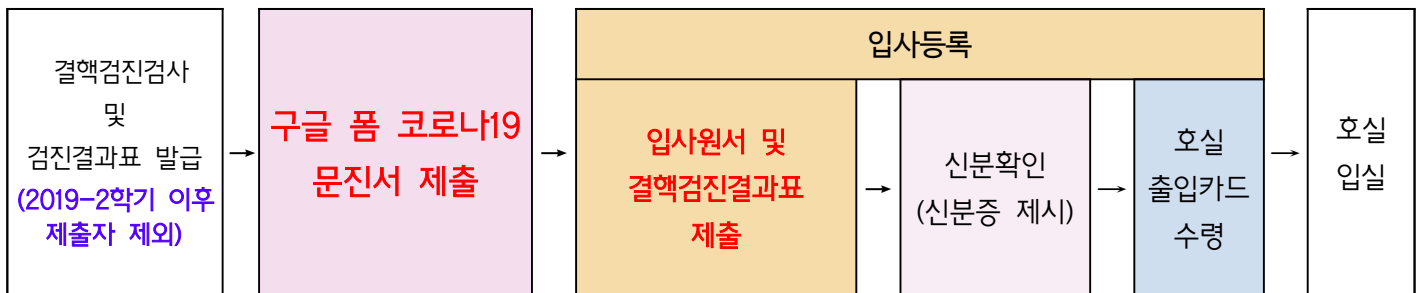 결핵검진검사
및
검진결과표 발급
(2019-2학기 이후
제출자 제외)
→
구글 폼 코로나19
문진서 제출
→
입사등록
입사원서 및
결핵검진결과표
제출
→
신분확인
(신분증 제시)
→
호실
출입카드
수령
→
호실
입실